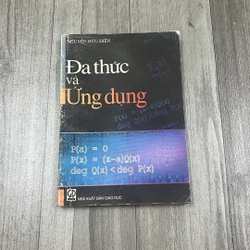 NGUYỄN HỮU ĐIỂN
Đa thức
và
Ứng dụng
P(a) = 0
P(x) = (x-a)Q(x)
deg Q(x) < deg P(x)
NHÀ XUẤT BẢN GIÁO DỤC